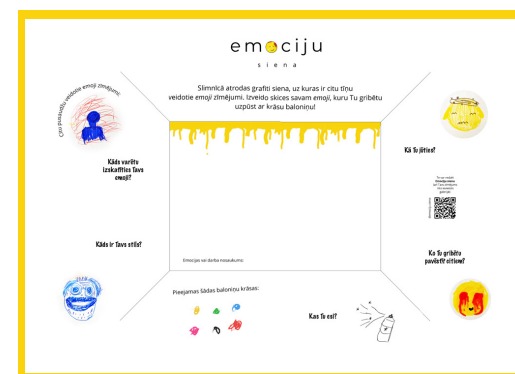 emociju
siena
Slimnīcā atrodas grafiti siena, uz kuras ir citu tīņu
veidotie emoji zīmējumi. Izveido skices savam emoji, kuru Tu gribētu
uzpūst ar krāsu baloniņu!
Citu pusaudžu veidotie emoji zīmējumi:
Kāds varētu
izskatīties Tavs
emoji?
Kā Tu jūties?
Kāds ir Tavs stils?
Ko Tu gribētu
pavēstīt citiem?
Emocijas vai darba nosaukums:
Pieejamas šādas baloniņu krāsas:
Kas Tu esi?